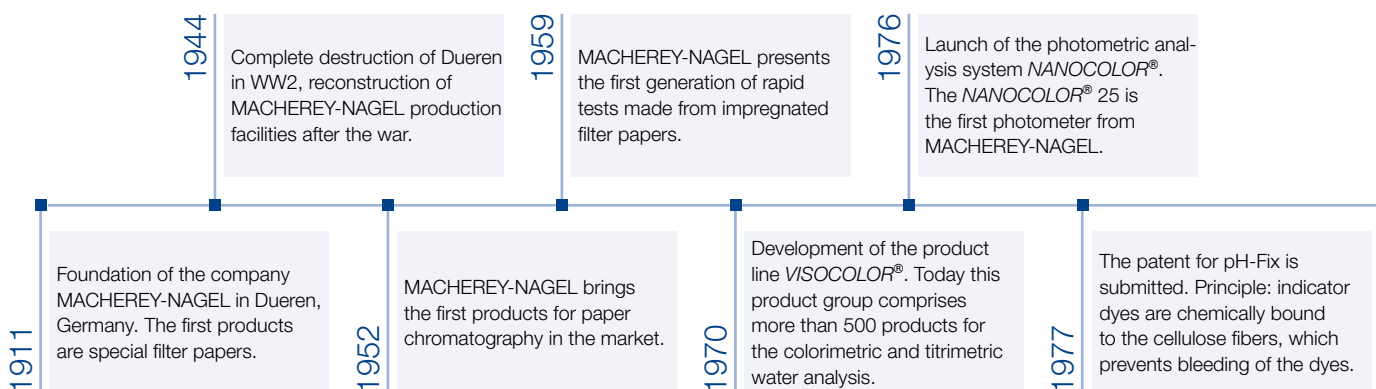 1944
Complete destruction of Dueren
in WW2, reconstruction of
MACHEREY-NAGEL production
facilities after the war.
1959
MACHEREY-NAGEL presents
the first generation of rapid
tests made from impregnated
filter papers.
1976
Launch of the photometric anal-
ysis system NANOCOLOR®.
The NANOCOLOR® 25 is
the first photometer from
MACHEREY-NAGEL.
1911
Foundation of the company
MACHEREY-NAGEL in Dueren,
Germany. The first products
are special filter papers.
1952
MACHEREY-NAGEL brings
the first products for paper
chromatography in the market.
1970
Development of the product
line VISOCOLOR®. Today this
product group comprises
more than 500 products for
the colorimetric and titrimetric
water analysis.
1977
The patent for pH-Fix is
submitted. Principle: indicator
dyes are chemically bound
to the cellulose fibers, which
prevents bleeding of the dyes.